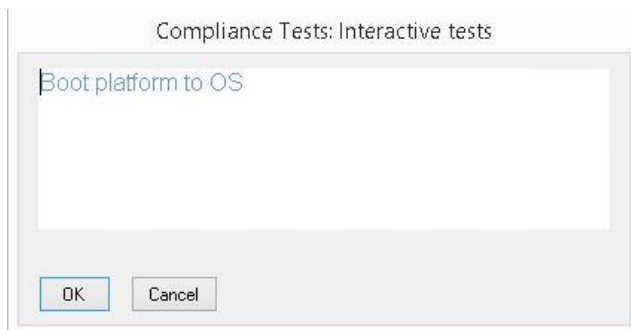 Compliance Tests: Interactive tests
Boot platform to OS
OK Cancel